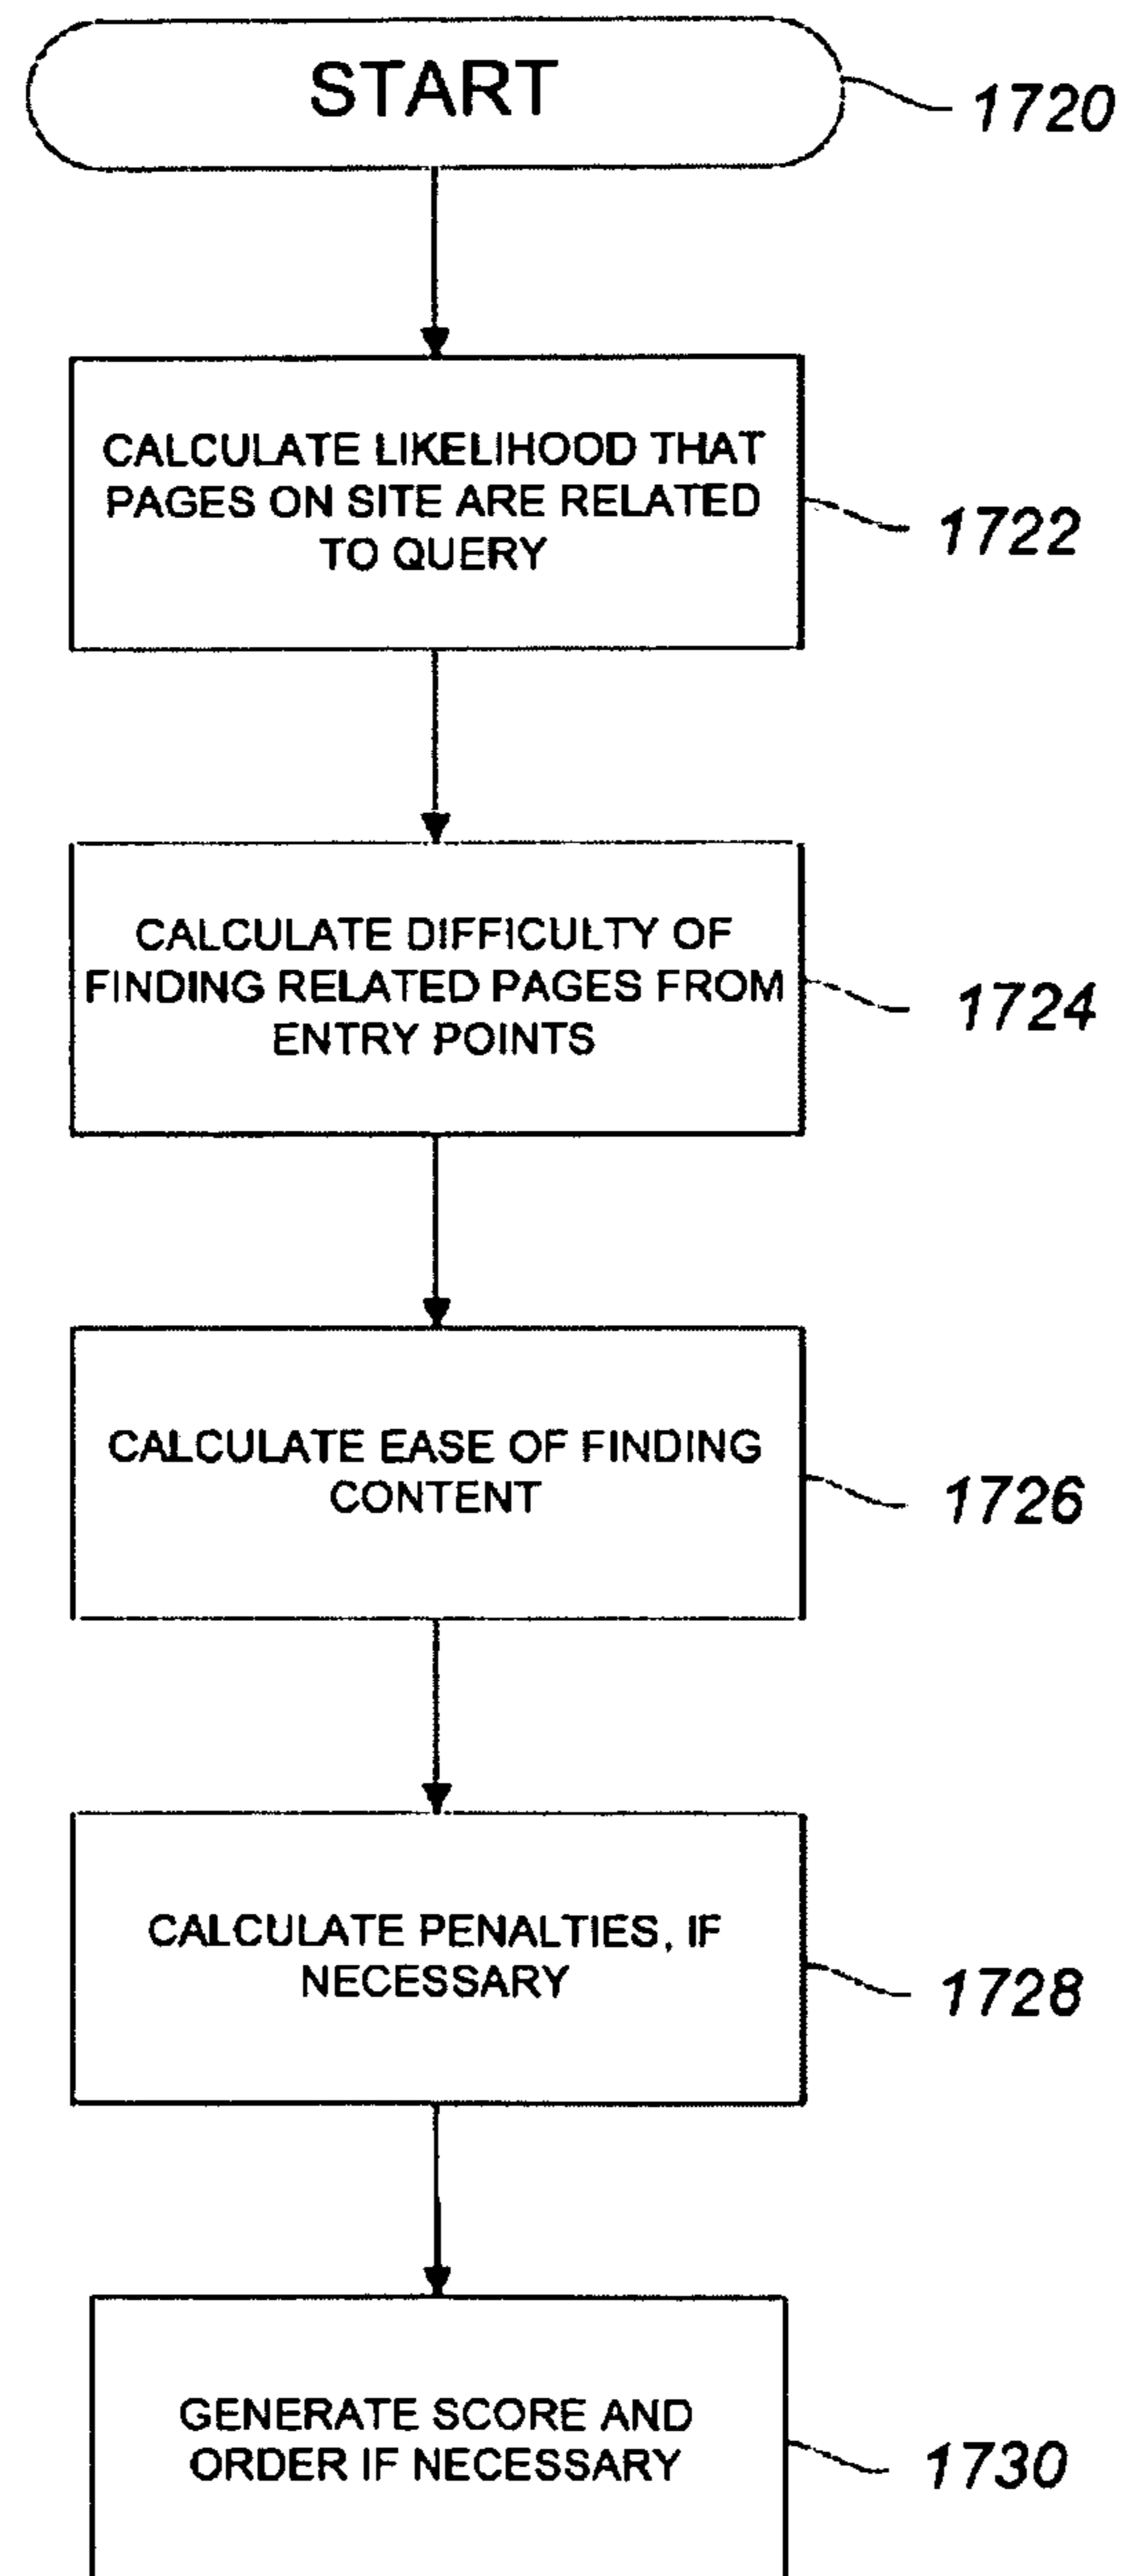 START
1720
CALCULATE LIKELIHOOD THAT
PAGES ON SITE ARE RELATED
TO QUERY
1722
CALCULATE DIFFICULTY OF
FINDING RELATED PAGES FROM
ENTRY POINTS
1724
CALCULATE EASE OF FINDING
CONTENT
1726
CALCULATE PENALTIES, IF
NECESSARY
1728
GENERATE SCORE AND
ORDER IF NECESSARY
1730